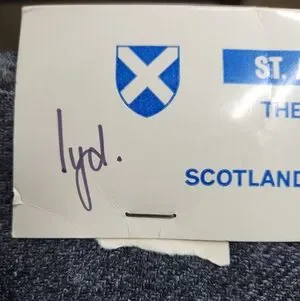 ST.
THE
lyd.
SCOTLAND